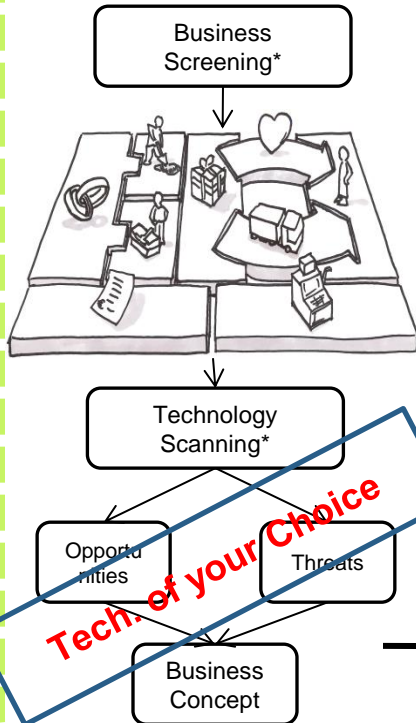 Business
Screening*
Technology
Scanning*
Opportu
nities
Threats
Tech. of your Choice
Business
Concept